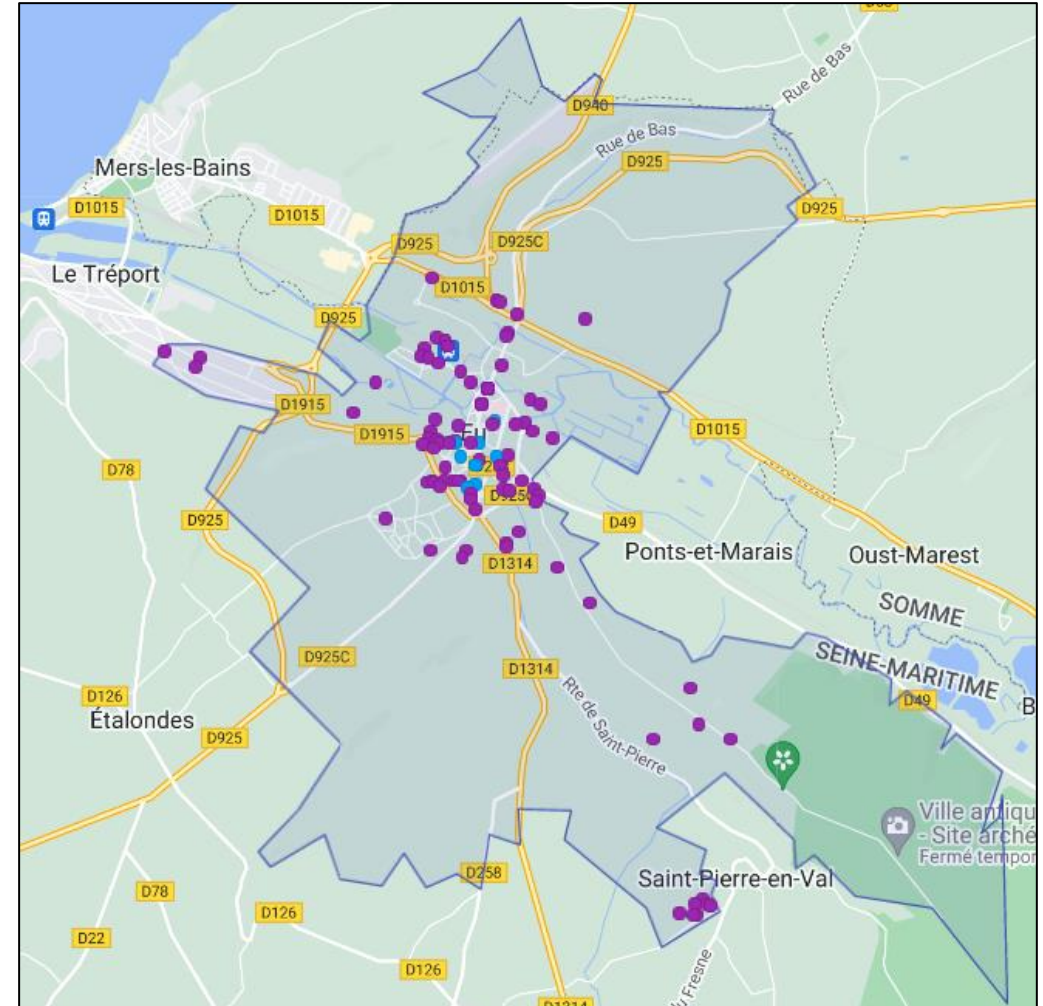 Rue de Bas
D940
Rue de Bas
D925
Mers-les-Bains
D1015
D1015
D925
D925
D925C
Le Tréport
D1015
D925
D1915
D1915
Eu
D1015
D78
D925
D49
Ponts-et-Marais
Oust-Marest
D1314
SOMME
D925C
SEINE-MARITIME
D1314
D49
D126
Rte de Saint-Pierre
Étalondes
D925
Ville antiqu
- Site arché
Fermé tempor
D258
Saint-Pierre-en-Val
D78
D126
D22
D126
u Fresne
D1314